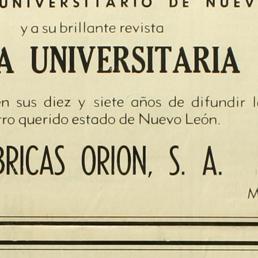 UNIVERSITARIO DE NUEV
y a su brillante revista
A UNIVERSITARIA
en sus diez y siete años de difundir l
tro querido estado de Nuevo León.
BRICAS ORION, S. A.
M